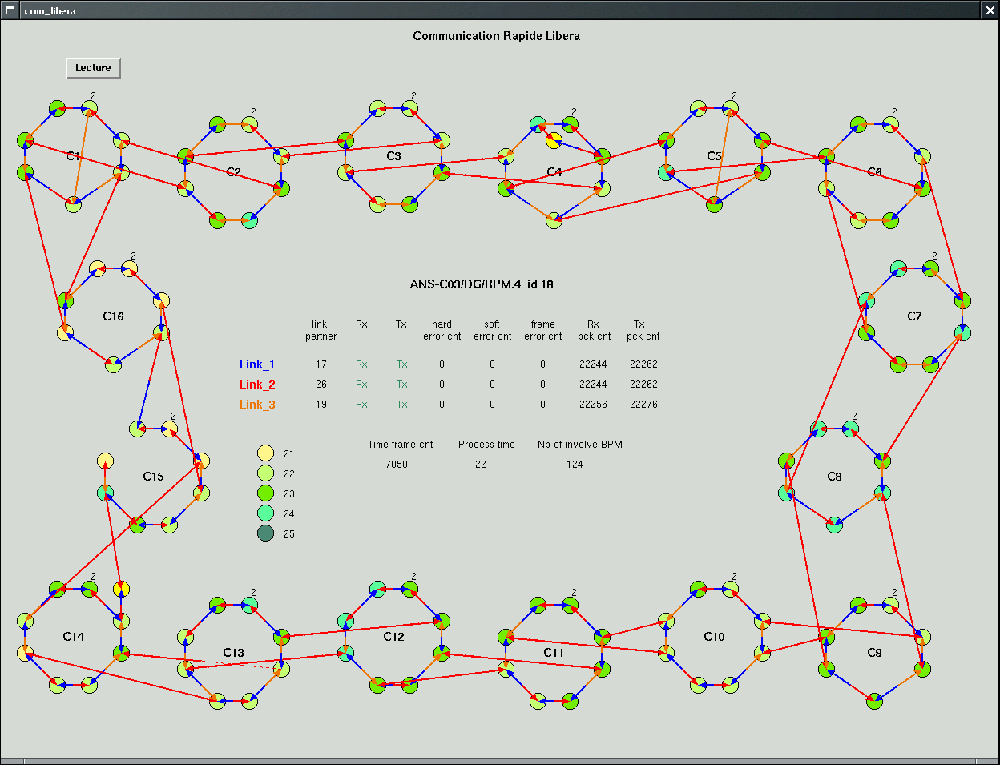 com_libera
Communication Rapide Libera
Lecture
2 2 2 2 2 2
C1 C2 C3 C4 C5 C6
2 2
C16 C7
ANS-C03/DG/BPM.4 id 18
link partner Rx Tx hard error cnt soft error cnt frame error cnt Rx pck cnt Tx pck cnt
Link_1 17 Rx Tx 0 0 0 22244 22262
Link_2 26 Rx Tx 0 0 0 22244 22262
Link_3 19 Rx Tx 0 0 0 22256 22276
2 2
C15 C8
Time frame cnt Process time Nb of involve BPM
7050 22 124
21
22
23
24
25
2 2 2 2 2 2
C14 C13 C12 C11 C10 C9